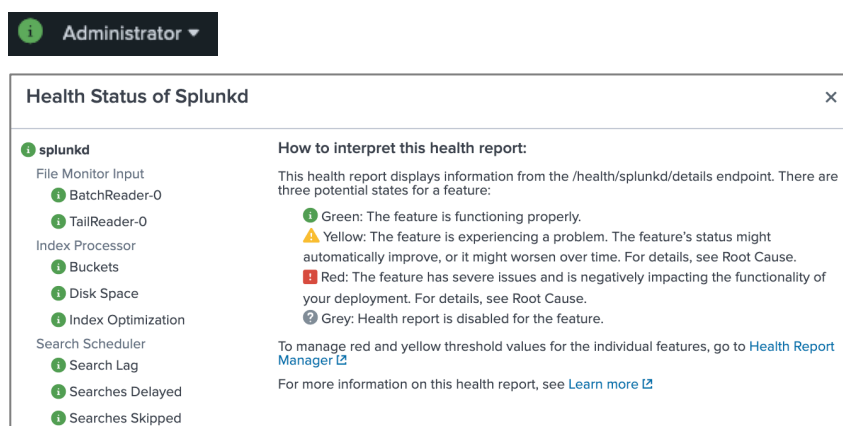 Administrator
Health Status of Splunkd
splunkd
File Monitor Input
BatchReader-0
TailReader-0
Index Processor
Buckets
Disk Space
Index Optimization
Search Scheduler
Search Lag
Searches Delayed
Searches Skipped
How to interpret this health report:
This health report displays information from the /health/splunkd/details endpoint. There are
three potential states for a feature:
Green: The feature is functioning properly.
Yellow: The feature is experiencing a problem. The feature's status might
automatically improve, or it might worsen over time. For details, see Root Cause.
Red: The feature has severe issues and is negatively impacting the functionality of
your deployment. For details, see Root Cause.
Grey: Health report is disabled for the feature.
To manage red and yellow threshold values for the individual features, go to Health Report
Manager
For more information on this health report, see Learn more